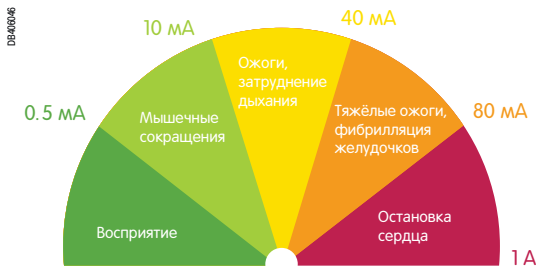 DB406046
0.5 мА
10 мА
40 мА
80 мА
1 А
Восприятие
Мышечные
сокращения
Ожоги,
затруднение
дыхания
Тяжёлые ожоги,
фибрилляция
желудочков
Остановка
сердца